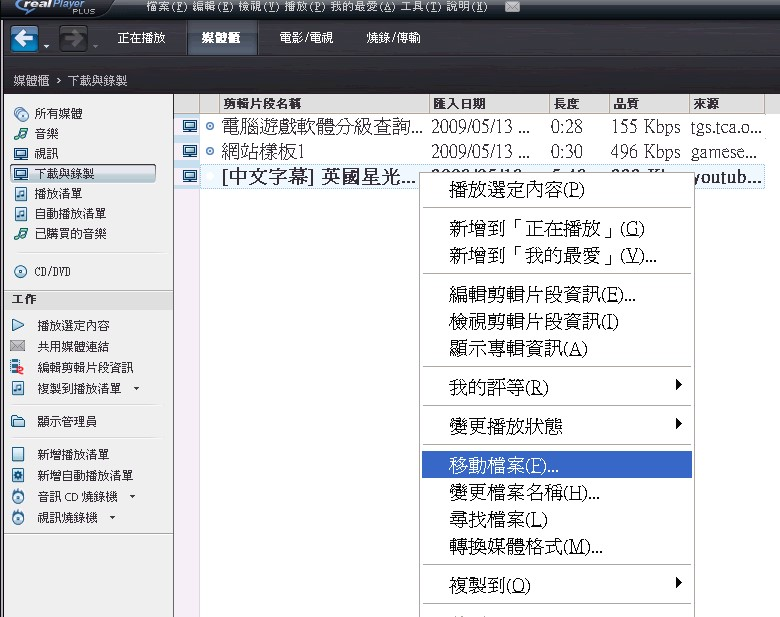 realPlayer PLUS
檔案(F) 編輯(E) 檢視(V) 播放(P) 我的最愛(A) 工具(T) 說明(H)
正在播放 媒體櫃 電影/電視 燒錄/傳輸
媒體櫃 > 下載與錄製
所有媒體
音樂
視訊
下載與錄製
播放清單
自動播放清單
已購買的音樂
CD/DVD
工作
播放選定內容
共用媒體連結
編輯剪輯片段資訊
複製到播放清單
顯示管理員
新增播放清單
新增自動播放清單
音訊 CD 燒錄機
視訊燒錄機
剪輯片段名稱 匯入日期 長度 品質 來源
電腦遊戲軟體分級查詢... 2009/05/13 ... 0:28 155 Kbps tgs.tca.o...
網站樣板1 2009/05/13 ... 0:30 496 Kbps gamese...
[中文字幕] 英國星光... youtub...
播放選定內容(P)
新增到「正在播放」(G)
新增到「我的最愛」(V)...
編輯剪輯片段資訊(E)...
檢視剪輯片段資訊(I)
顯示專輯資訊(A)
我的評等(R)
變更播放狀態
移動檔案(F)...
變更檔案名稱(H)...
尋找檔案(L)
轉換媒體格式(M)...
複製到(O)